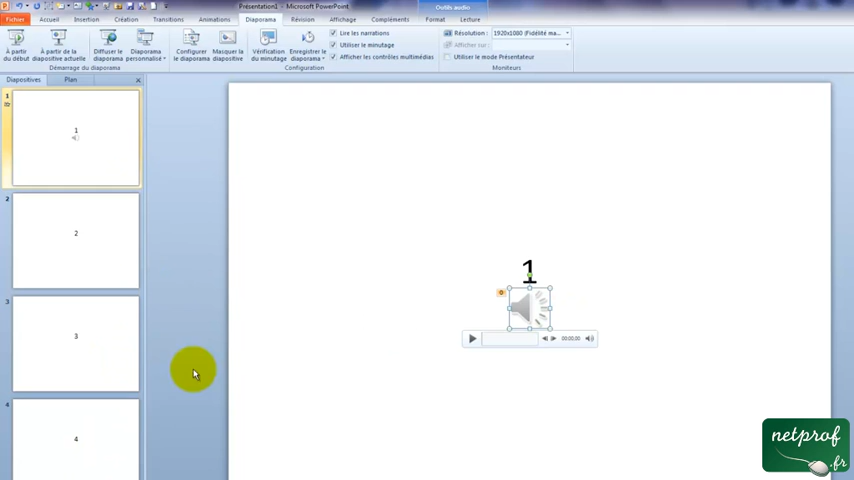 Présentation1 - Microsoft PowerPoint
Outils audio
Fichier Accueil Insertion Création Transitions Animations Diaporama Révision Affichage Compléments Format Lecture
À partir du début
À partir de la diapositive actuelle
Diffuser le diaporama
Diaporama personnalisé
Configurer le diaporama
Masquer la diapositive
Vérification du minutage
Enregistrer le diaporama
Lire les narrations
Utiliser le minutage
Afficher les contrôles multimédias
Résolution : 1920x1080 (Fidélité ma...
Afficher sur :
Utiliser le mode Présentateur
Démarrage du diaporama
Configuration
Moniteurs
Diapositives Plan
1
1
2
2
3
3
4
4
1
00:00,00
netprof
.fr